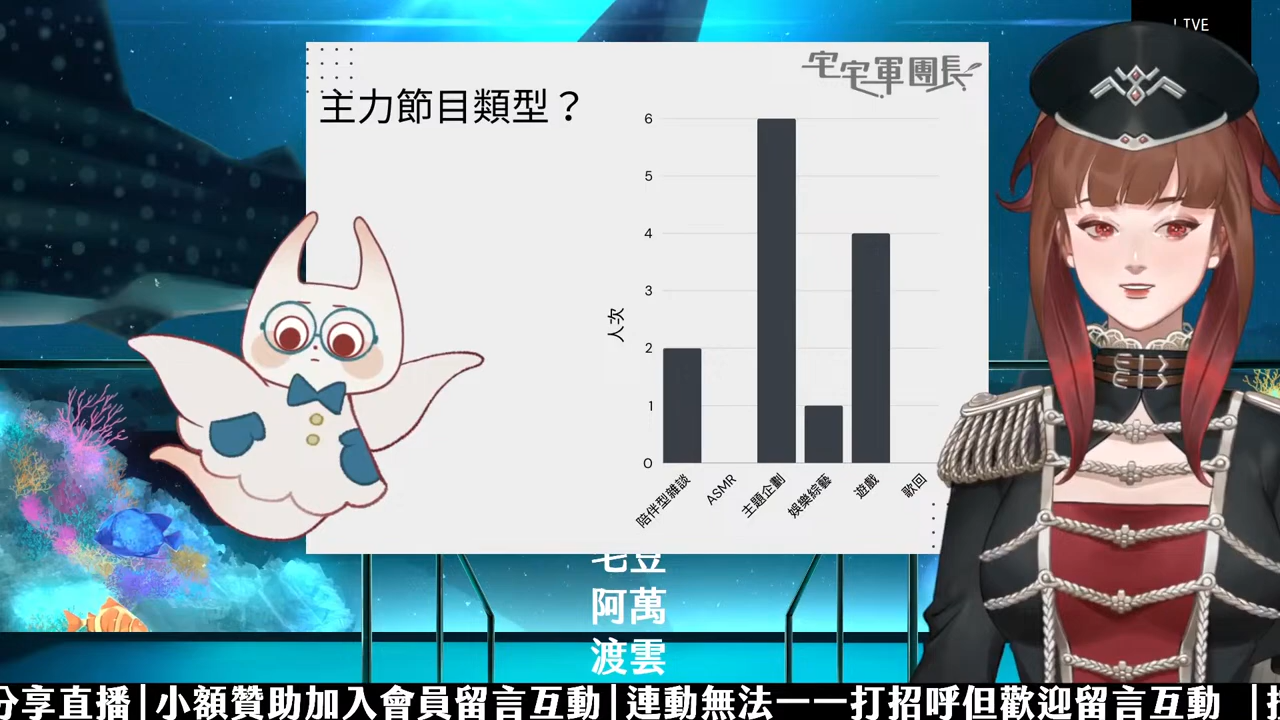 LIVE
宅宅軍團長
主力節目類型？
6
5
4
3
2
1
0
人次
陪伴型雜談
ASMR
主題企劃
娛樂綜藝
遊戲
歌回
阿萬
渡雲
分享直播|小額贊助加入會員留言互動|連動無法一一打招呼但歡迎留言互動 |